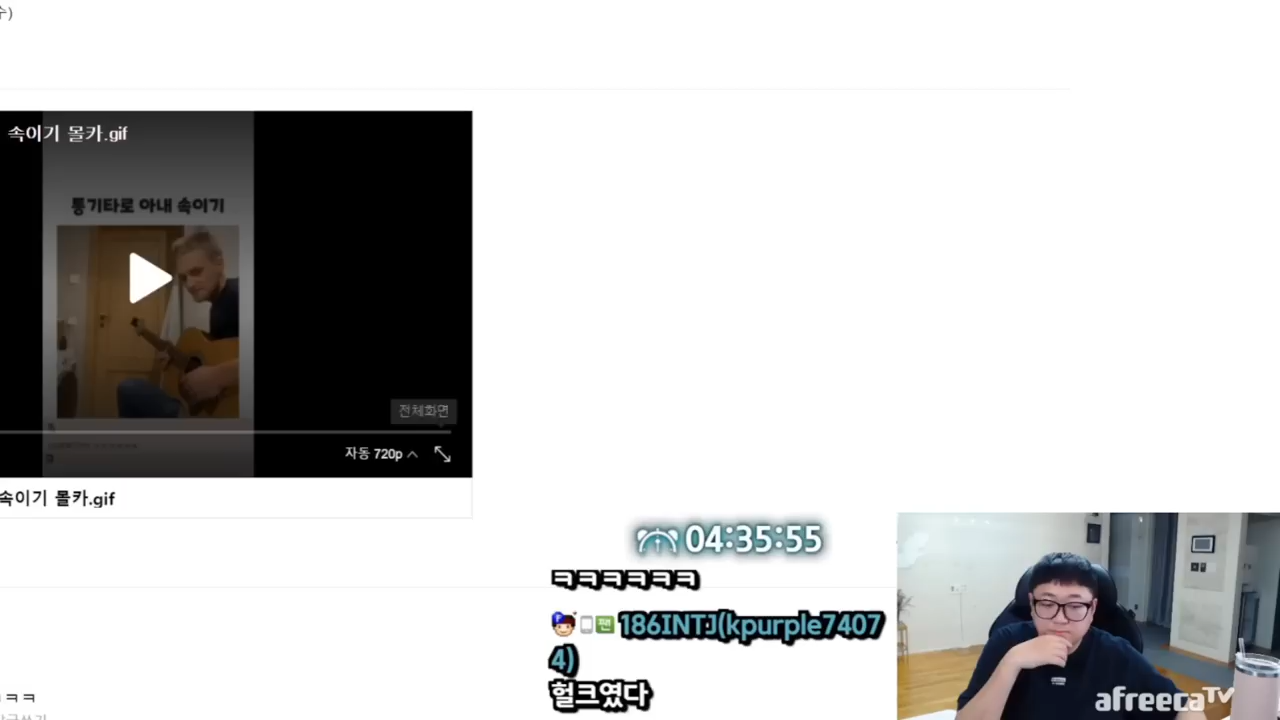 수)
속이기 몰카.gif
통기타로 아내 속이기
전체화면
자동 720p
속이기 몰카.gif
04:35:55
ㅋㅋㅋㅋㅋㅋ
186INTJ(kpurple7407
4)
헐크였다
afreecaTV
ㅋㅋ